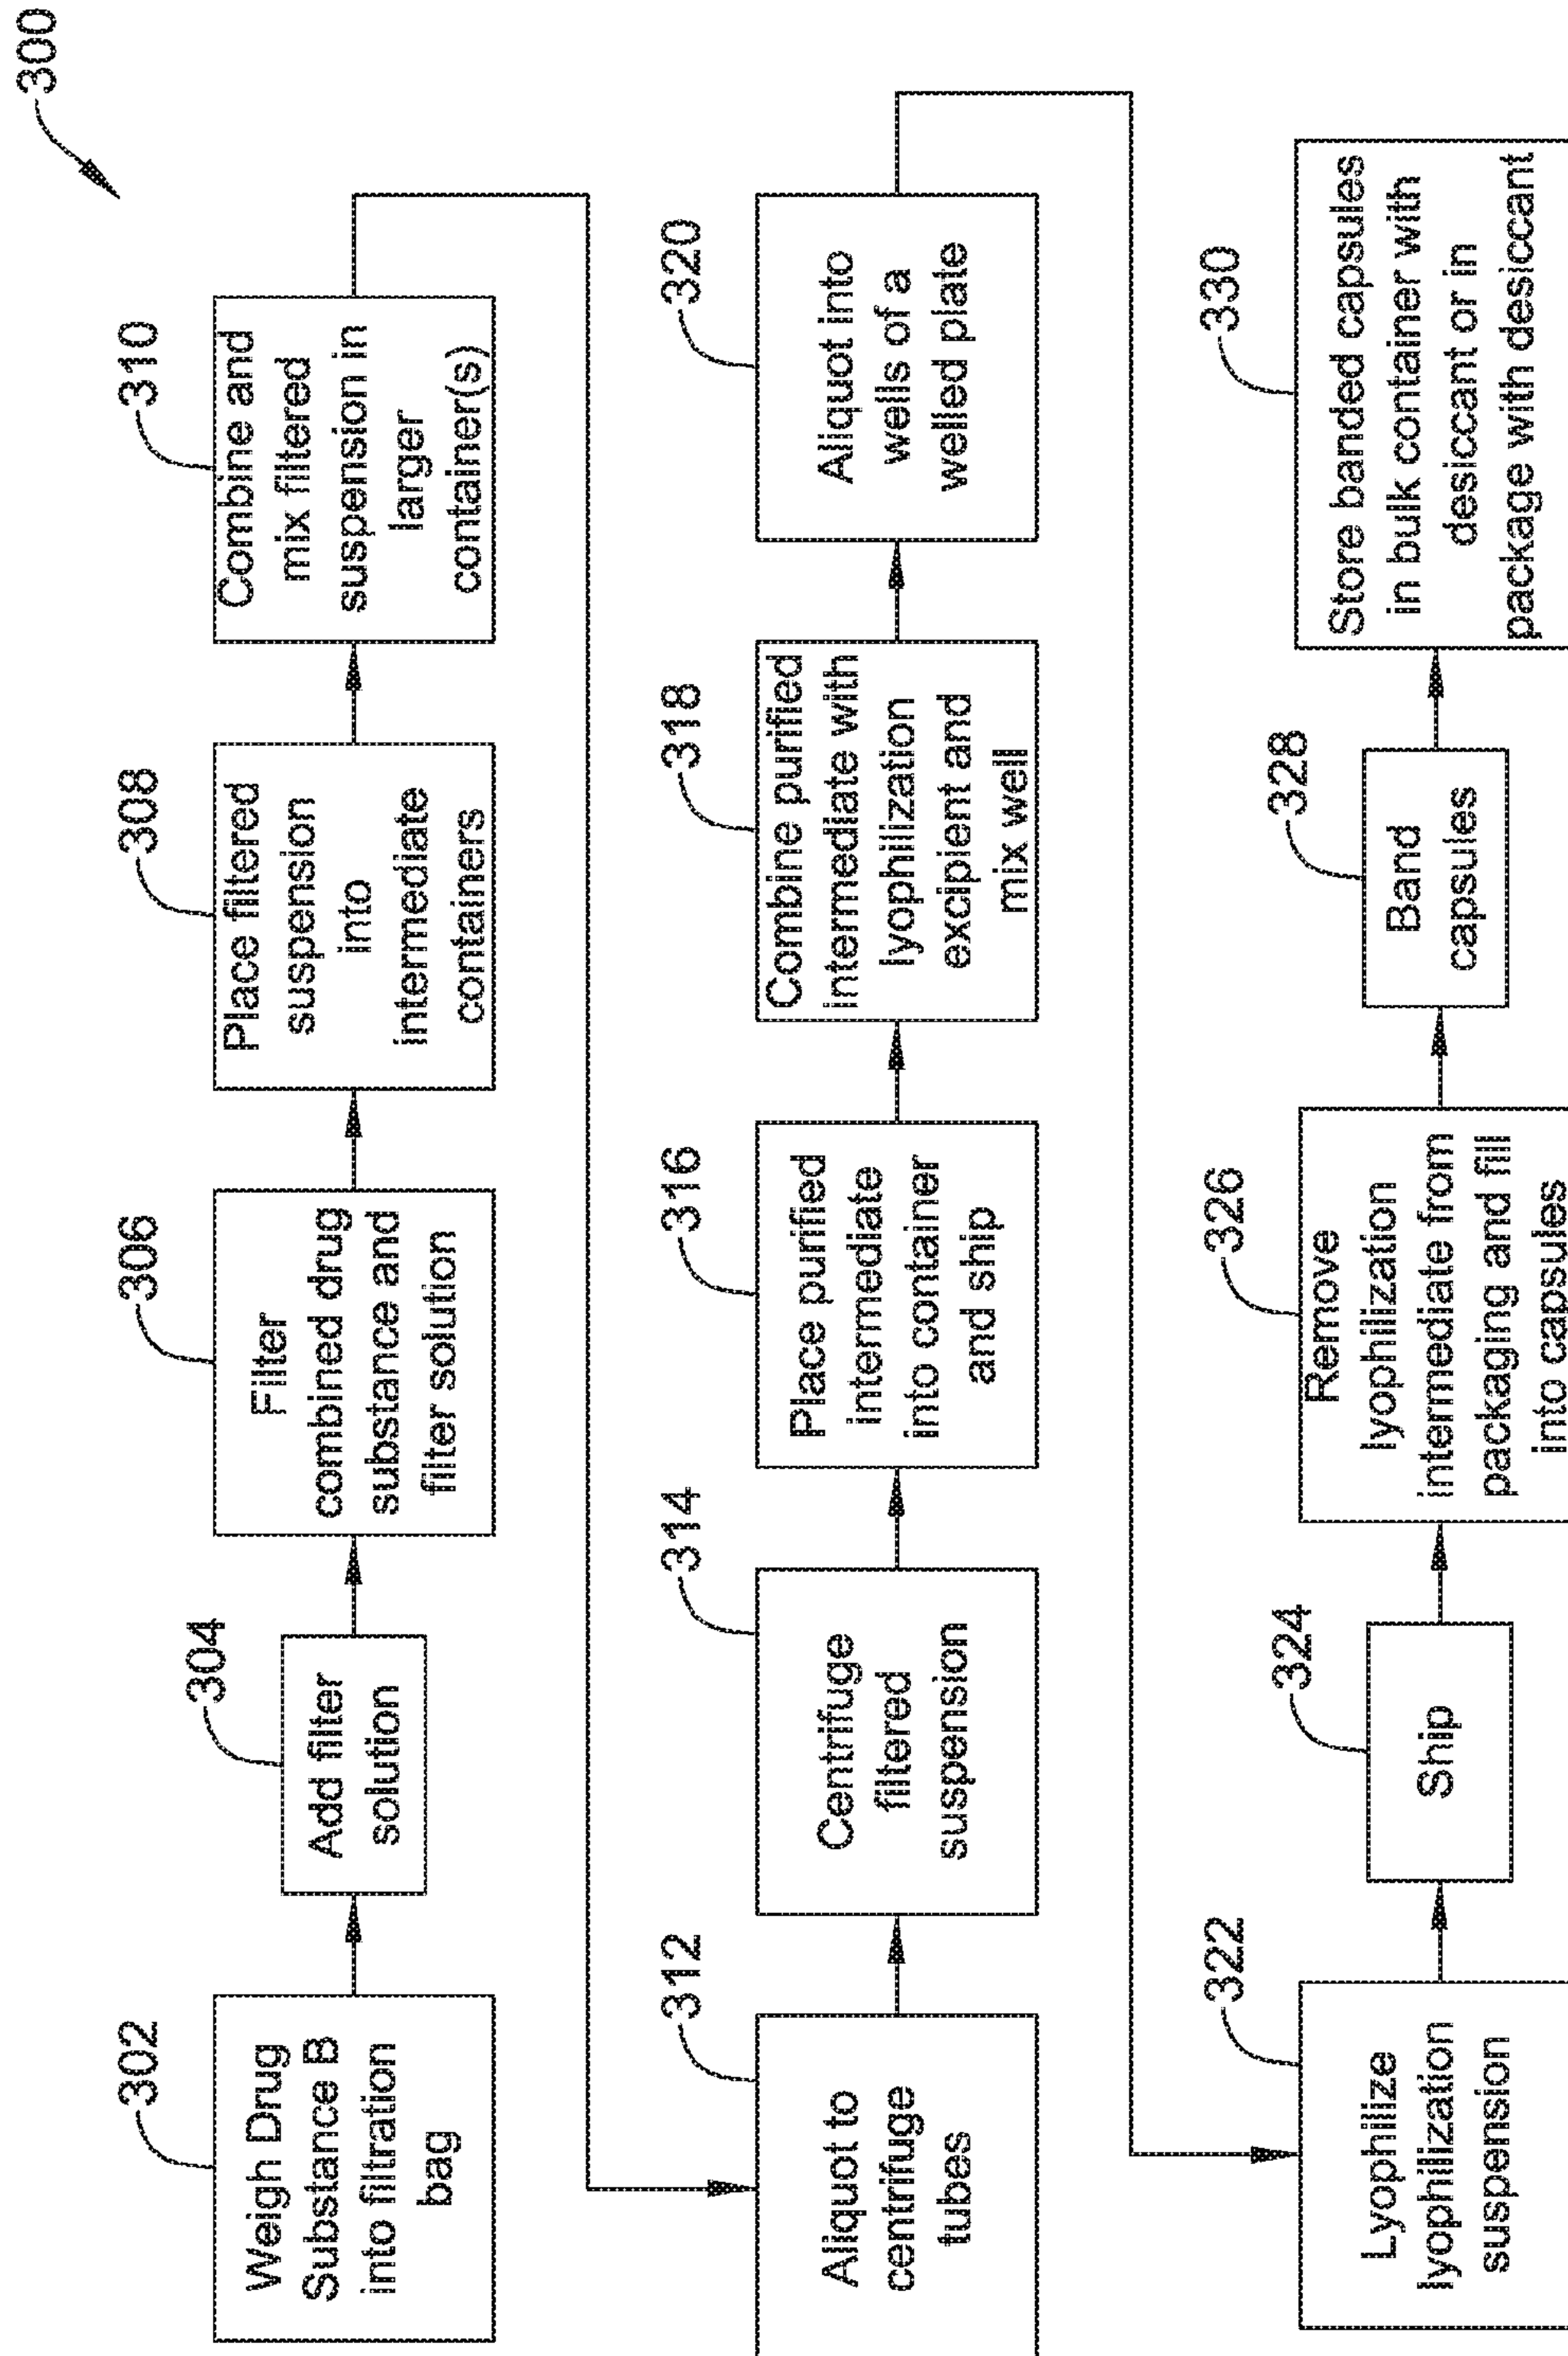 300
302
Weigh Drug
Substance B
into filtration
bag
304
Add filter
solution
306
Filter
combined drug
substance and
filter solution
308
Place filtered
suspension
into
intermediate
containers
310
Combine and
mix filtered
suspension in
larger
container(s)
312
Aliquot to
centrifuge
tubes
314
Centrifuge
filtered
suspension
316
Place purified
intermediate
into container
and ship
318
Combine purified
intermediate with
lyophilization
excipient and
mix well
320
Aliquot into
wells of a
welled plate
322
Lyophilize
lyophilization
suspension
324
Ship
326
Remove
lyophilization
intermediate from
packaging and fill
into capsules
328
Band
capsules
330
Store banded capsules
in bulk container with
desiccant or in
package with desiccant